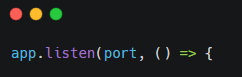 app.listen(port, () => {